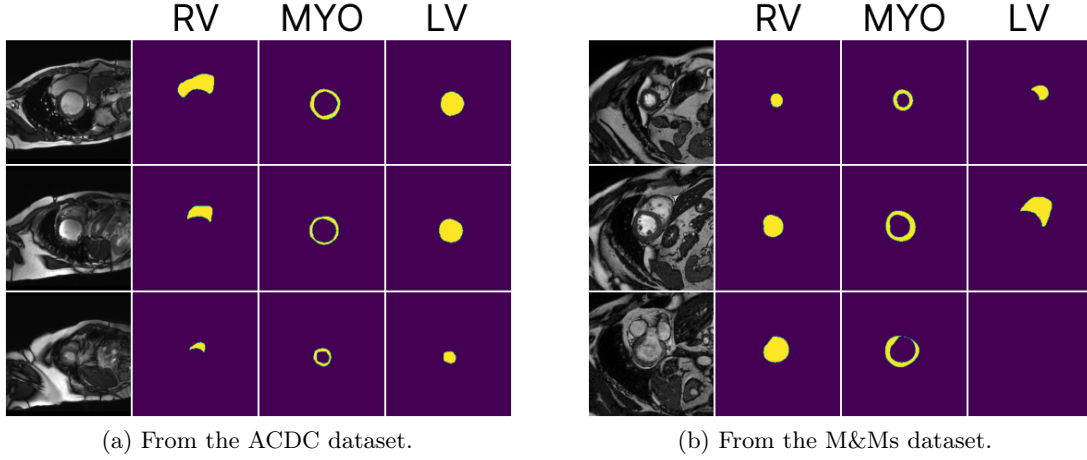 RV MYO LV
RV MYO LV
(a) From the ACDC dataset.
(b) From the M&Ms dataset.